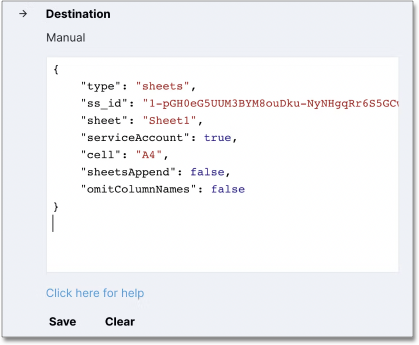 → Destination
Manual
{
    "type": "sheets",
    "ss_id": "1-pGH0eG5UUM3BYM8ouDku-NyNHgqRr6S5GC
    "sheet": "Sheet1",
    "serviceAccount": true,
    "cell": "A4",
    "sheetsAppend": false,
    "omitColumnNames": false
}
Click here for help
Save Clear